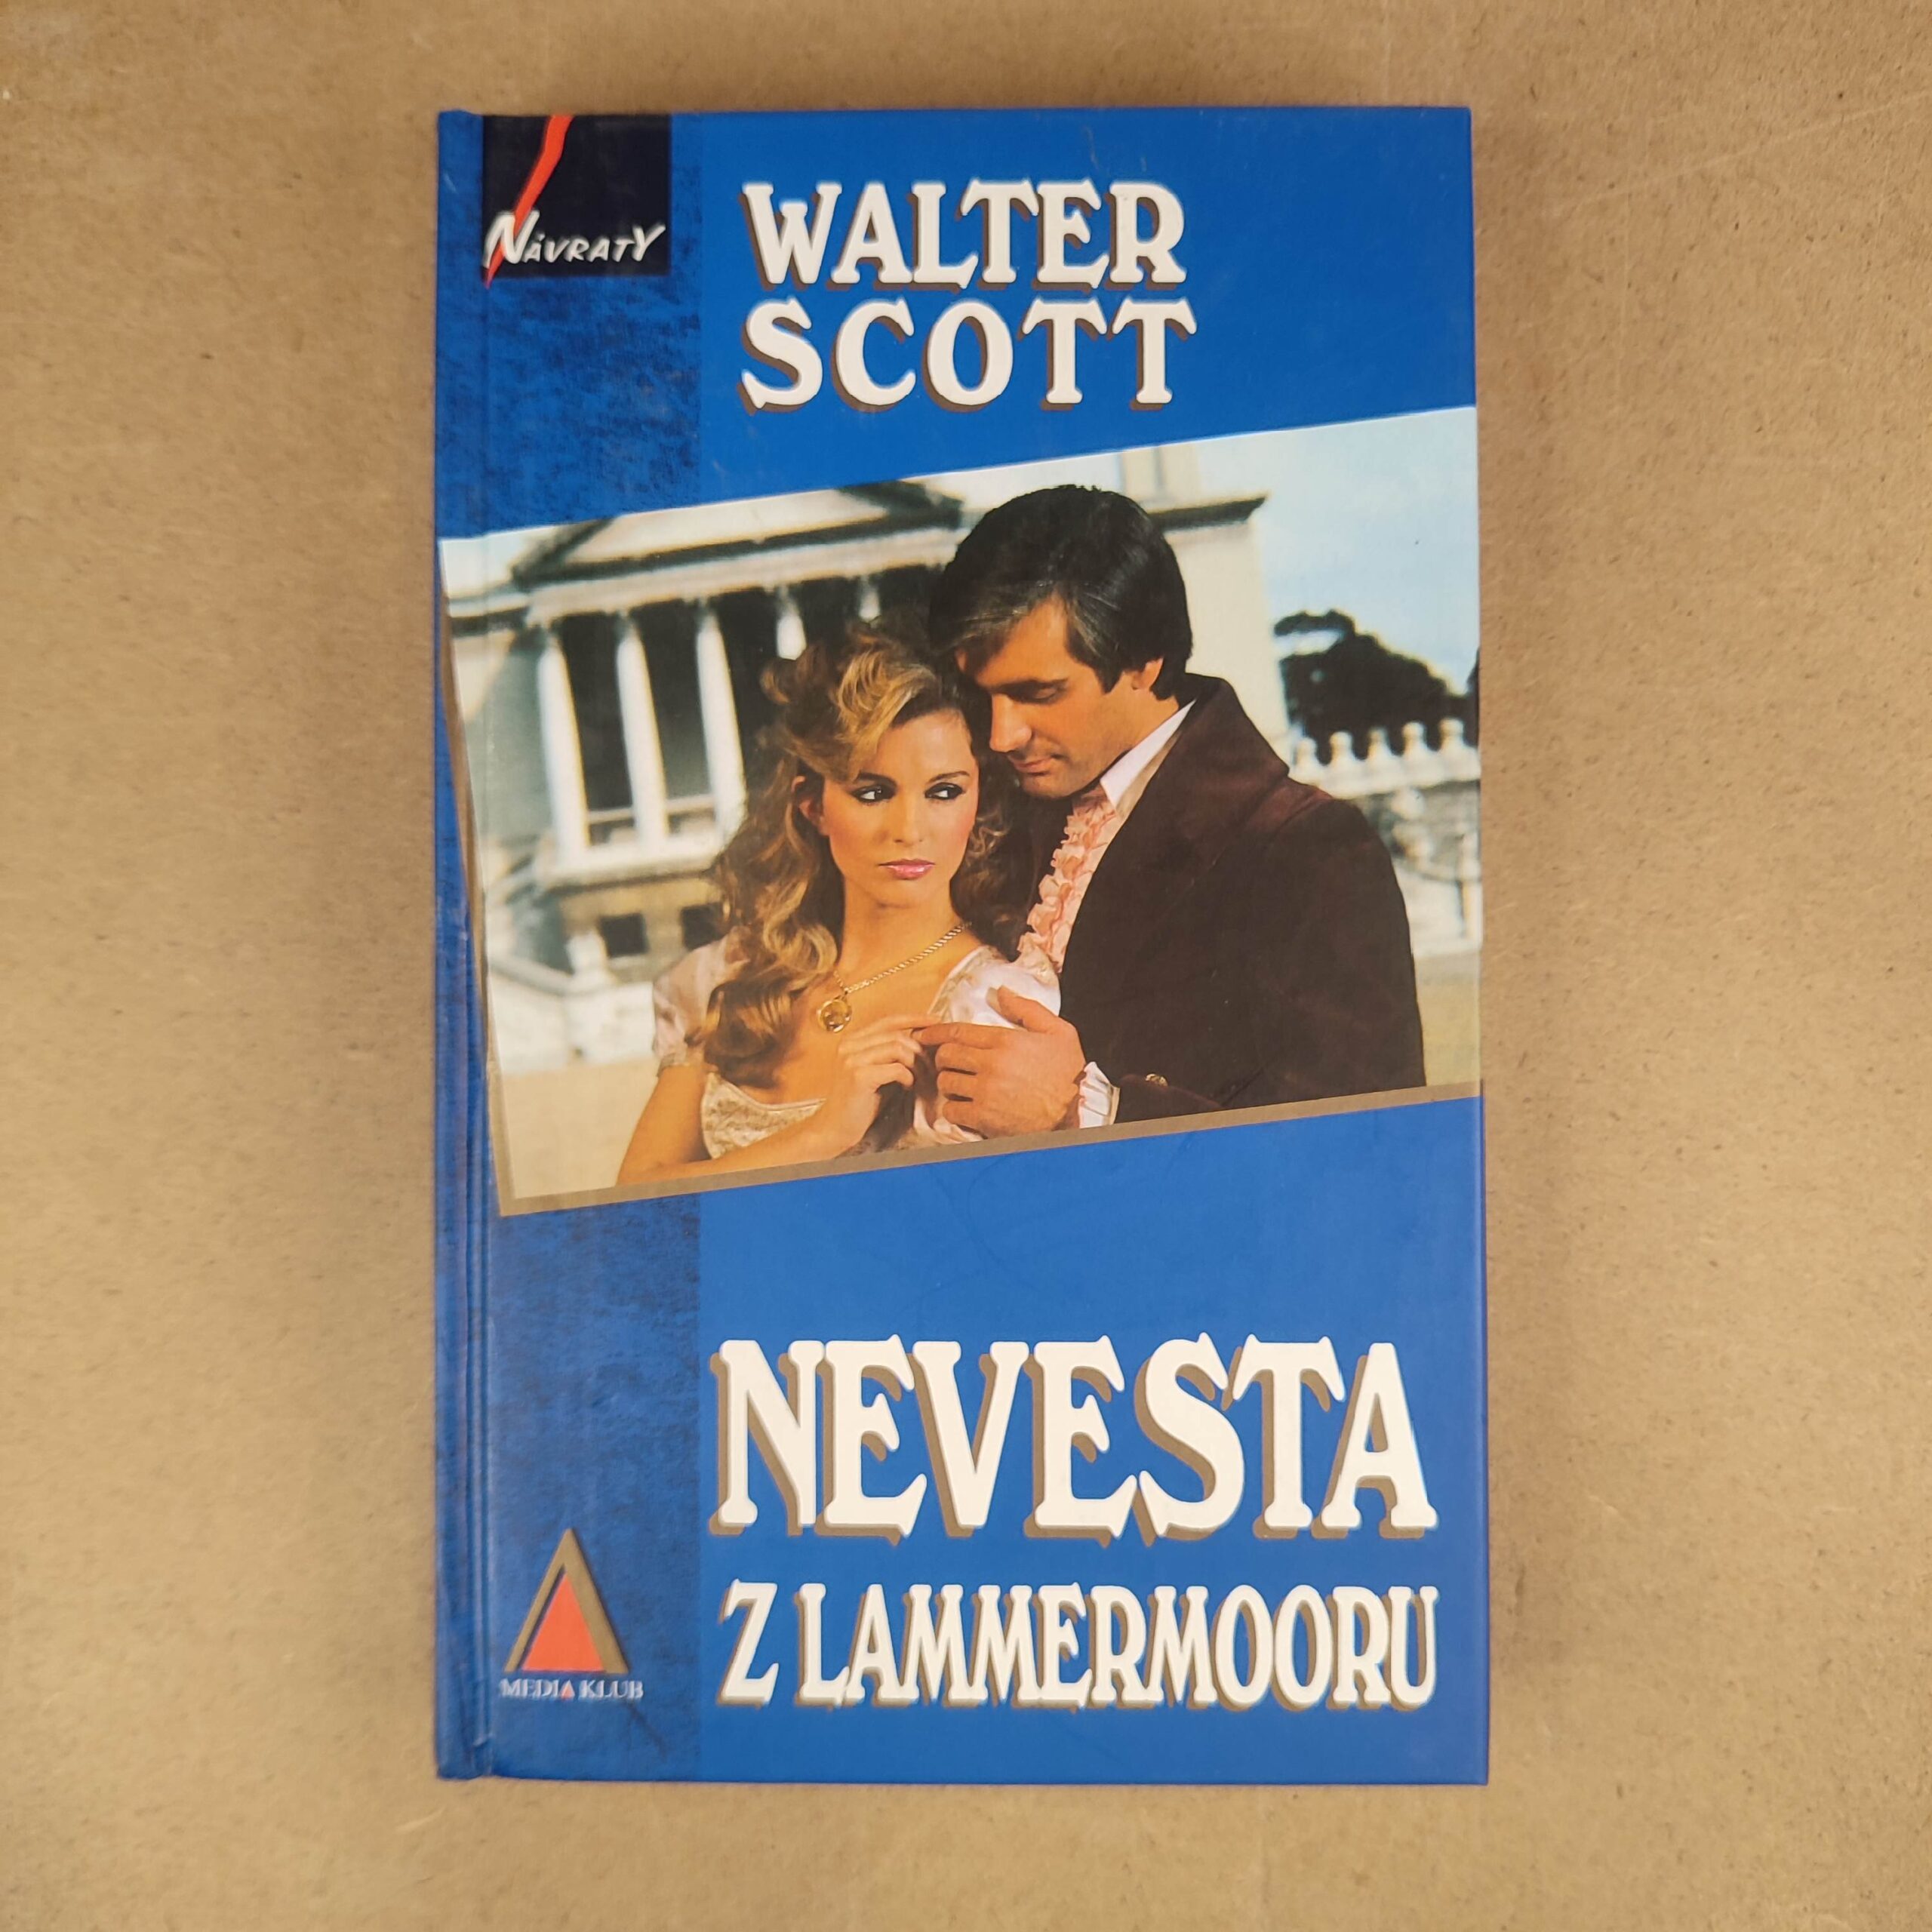 NÁVRATY
WALTER
SCOTT
NEVESTA
Z LAMMERMOORU
MEDIA KLUB